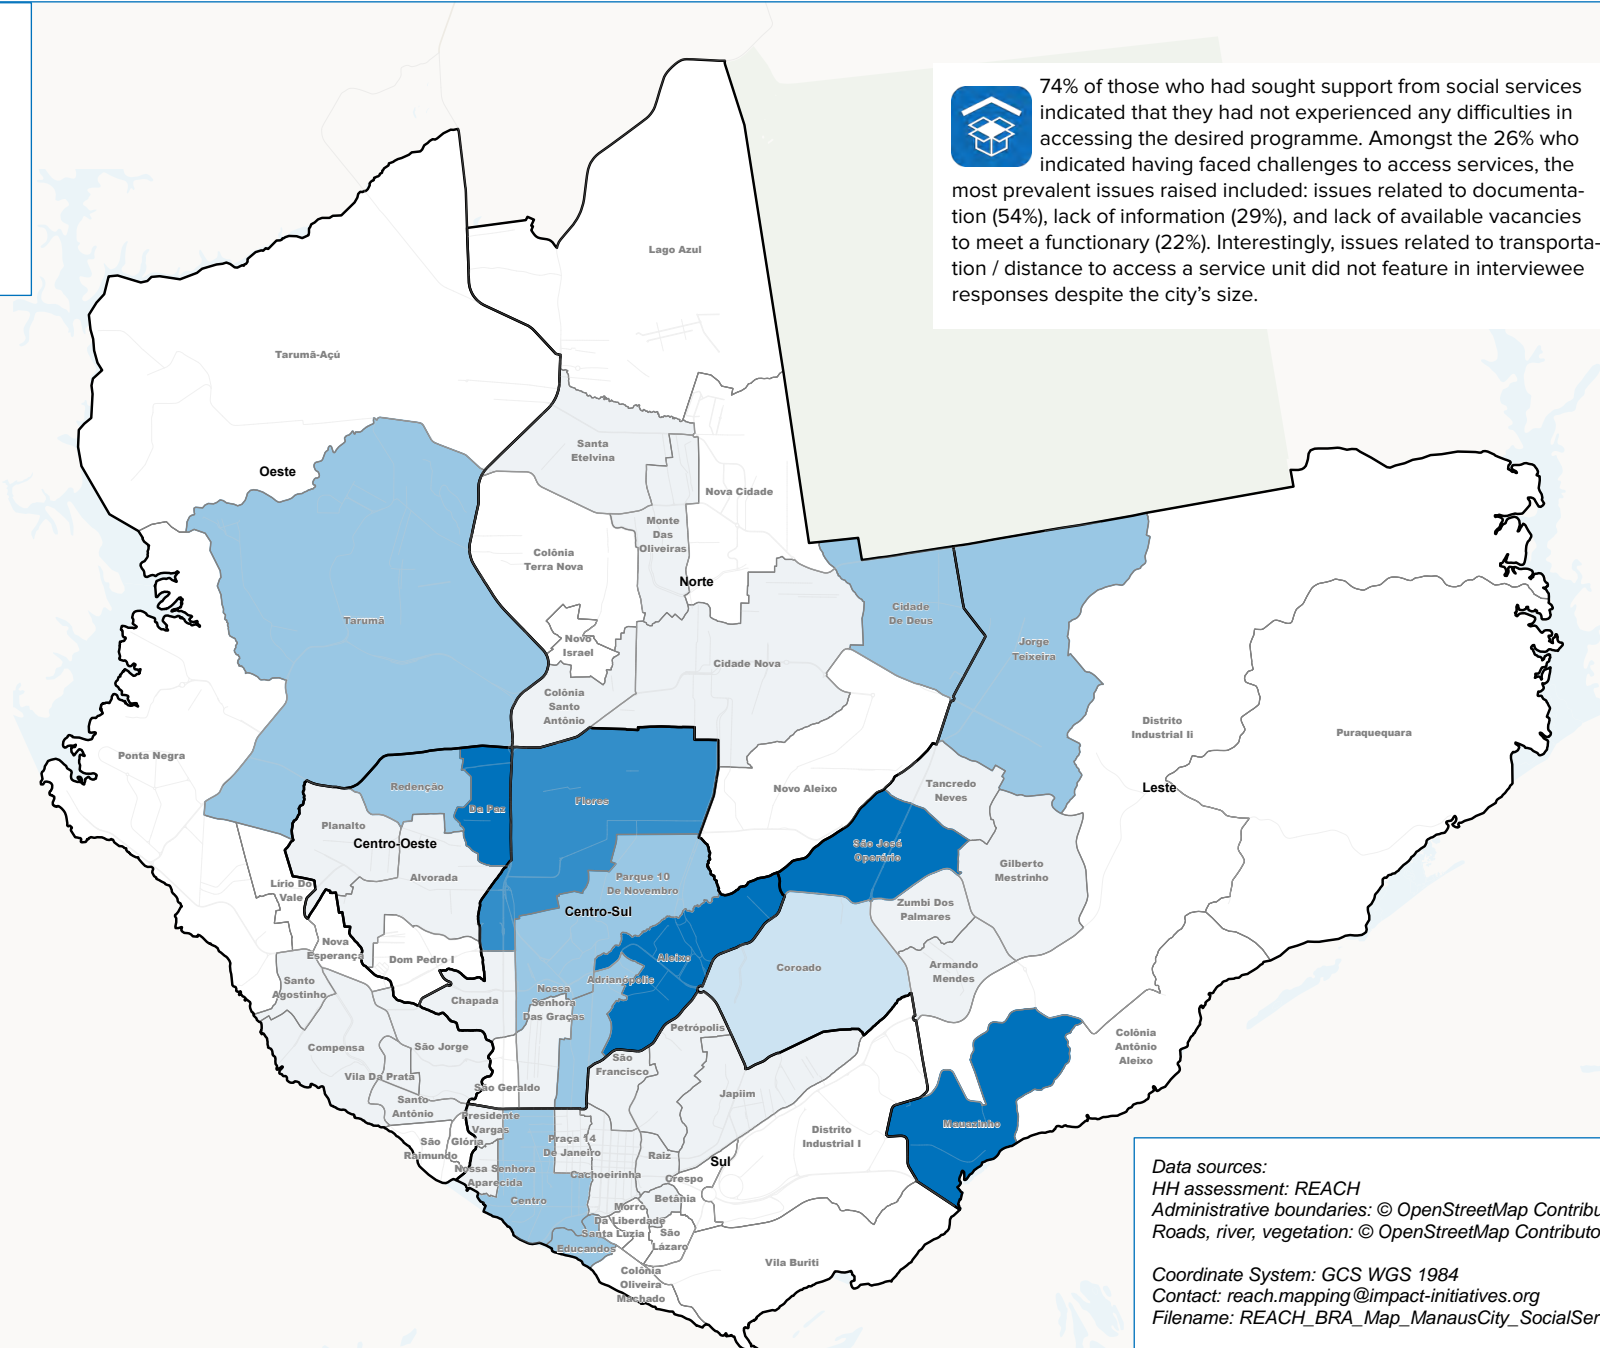 74% of those who had sought support from social services
indicated that they had not experienced any difficulties in
accessing the desired programme. Amongst the 26% who
indicated having faced challenges to access services, the
most prevalent issues raised included: issues related to documenta-
tion (54%), lack of information (29%), and lack of available vacancies
to meet a functionary (22%). Interestingly, issues related to transporta-
tion / distance to access a service unit did not feature in interviewee
responses despite the city's size.
Lago Azul
Tarumã-Açú
Santa
Etelvina
Oeste
Nova Cidade
Monte
Das
Oliveiras
Colônia
Terra Nova
Norte
Cidade
De Deus
Tarumã
Novo
Israel
Jorge
Teixeira
Cidade Nova
Colônia
Santo
Antônio
Distrito
Industrial Ii
Puraquequara
Ponta Negra
Redenção
Tancredo
Neves
Leste
Novo Aleixo
Flores
Da Paz
Planalto
Centro-Oeste
São José
Operário
Gilberto
Mestrinho
Alvorada
Parque 10
De Novembro
Lírio Do
Vale
Zumbi Dos
Palmares
Centro-Sul
Nova
Esperança
Dom Pedro I
Aleixo
Coroado
Armando
Mendes
Santo
Agostinho
Adrianópolis
Chapada
Nossa
Senhora
Das Graças
Petrópolis
Colônia
Antônio
Aleixo
Compensa
São Jorge
São
Francisco
Vila Da Prata
São Geraldo
Japiim
Santo
Antônio
Presidente
Vargas
Distrito
Industrial I
Mauazinho
São
Raimundo
Glória
Praça 14
De Janeiro
Raiz
Sul
Nossa Senhora
Aparecida
Cachoeirinha
Crespo
Centro
Betânia
Morro
Da Liberdade
Santa Luzia
São
Lázaro
Educandos
Vila Buriti
Colônia
Oliveira
Machado
Data sources:
HH assessment: REACH
Administrative boundaries: © OpenStreetMap Contribu
Roads, river, vegetation: © OpenStreetMap Contributo
Coordinate System: GCS WGS 1984
Contact: reach.mapping@impact-initiatives.org
Filename: REACH_BRA_Map_ManausCity_SocialSer